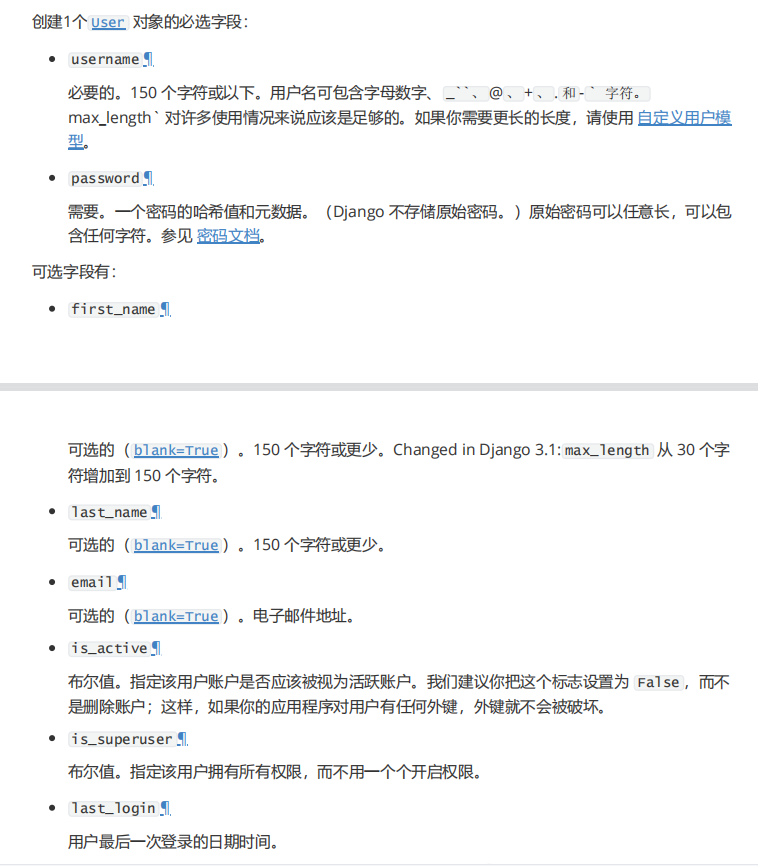 创建1个 User 对象的必选字段：
username¶
必要的。150 个字符或以下。用户名可包含字母数字、_``、@、+、.和-` 字符。
max_length` 对许多使用情况来说应该是足够的。如果你需要更长的长度，请使用 自定义用户模
型。
password¶
需要。一个密码的哈希值和元数据。（Django 不存储原始密码。）原始密码可以任意长，可以包
含任何字符。参见 密码文档。
可选字段有：
first_name¶
可选的（blank=True）。150 个字符或更少。Changed in Django 3.1:max_length 从 30 个字
符增加到 150 个字符。
last_name¶
可选的（blank=True）。150 个字符或更少。
email¶
可选的（blank=True）。电子邮件地址。
is_active¶
布尔值。指定该用户账户是否应该被视为活跃账户。我们建议你把这个标志设置为 False，而不
是删除账户；这样，如果你的应用程序对用户有任何外键，外键就不会被破坏。
is_superuser¶
布尔值。指定该用户拥有所有权限，而不用一个个开启权限。
last_login¶
用户最后一次登录的日期时间。